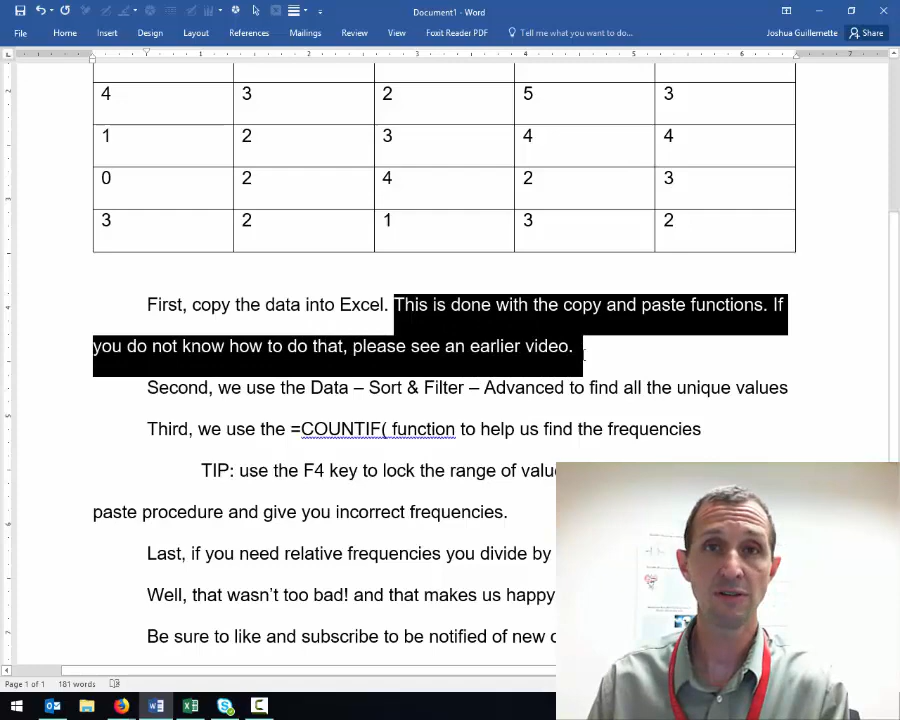 Document1 - Word
File Home Insert Design Layout References Mailings Review View Foxit Reader PDF Tell me what you want to do... Joshua Guillemette Share
1 2 3 4 5 6 7
4 3 2 5 3
1 2 3 4 4
0 2 4 2 3
3 2 1 3 2
First, copy the data into Excel. This is done with the copy and paste functions. If
you do not know how to do that, please see an earlier video.
Second, we use the Data – Sort & Filter – Advanced to find all the unique values
Third, we use the =COUNTIF( function to help us find the frequencies
TIP: use the F4 key to lock the range of value
paste procedure and give you incorrect frequencies.
Last, if you need relative frequencies you divide by
Well, that wasn't too bad! and that makes us happy
Be sure to like and subscribe to be notified of new
Page 1 of 1 181 words